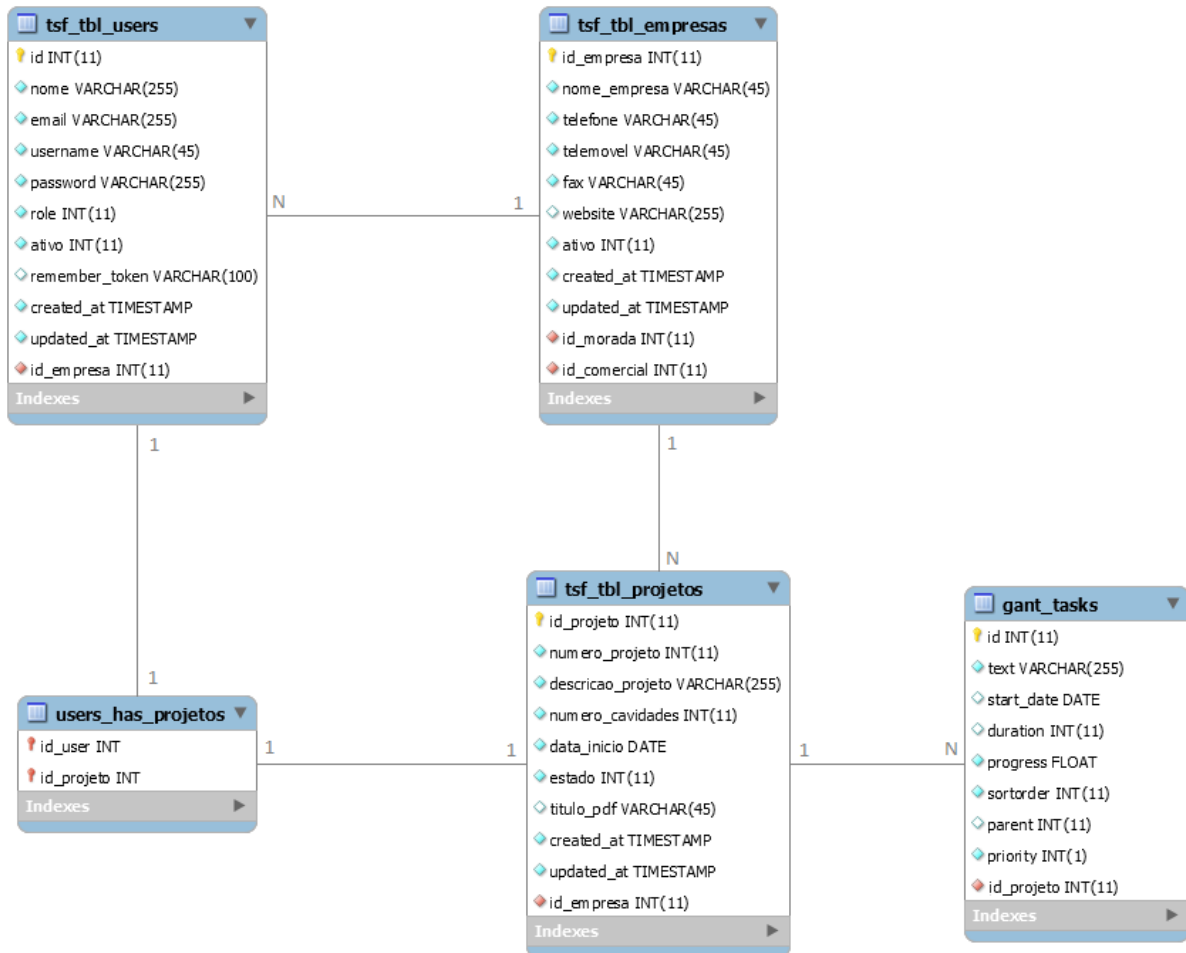 tsf_tbl_users
id INT(11)
nome VARCHAR(255)
email VARCHAR(255)
username VARCHAR(45)
password VARCHAR(255)
role INT(11)
ativo INT(11)
remember_token VARCHAR(100)
created_at TIMESTAMP
updated_at TIMESTAMP
id_empresa INT(11)
Indexes
N
1
tsf_tbl_empresas
id_empresa INT(11)
nome_empresa VARCHAR(45)
telefone VARCHAR(45)
telemovel VARCHAR(45)
fax VARCHAR(45)
website VARCHAR(255)
ativo INT(11)
created_at TIMESTAMP
updated_at TIMESTAMP
id_morada INT(11)
id_comercial INT(11)
Indexes
1
1
1
N
users_has_projetos
id_user INT
id_projeto INT
Indexes
1
1
tsf_tbl_projetos
id_projeto INT(11)
numero_projeto INT(11)
descricao_projeto VARCHAR(255)
numero_cavidades INT(11)
data_inicio DATE
estado INT(11)
titulo_pdf VARCHAR(45)
created_at TIMESTAMP
updated_at TIMESTAMP
id_empresa INT(11)
Indexes
1
N
gant_tasks
id INT(11)
text VARCHAR(255)
start_date DATE
duration INT(11)
progress FLOAT
sortorder INT(11)
parent INT(11)
priority INT(1)
id_projeto INT(11)
Indexes